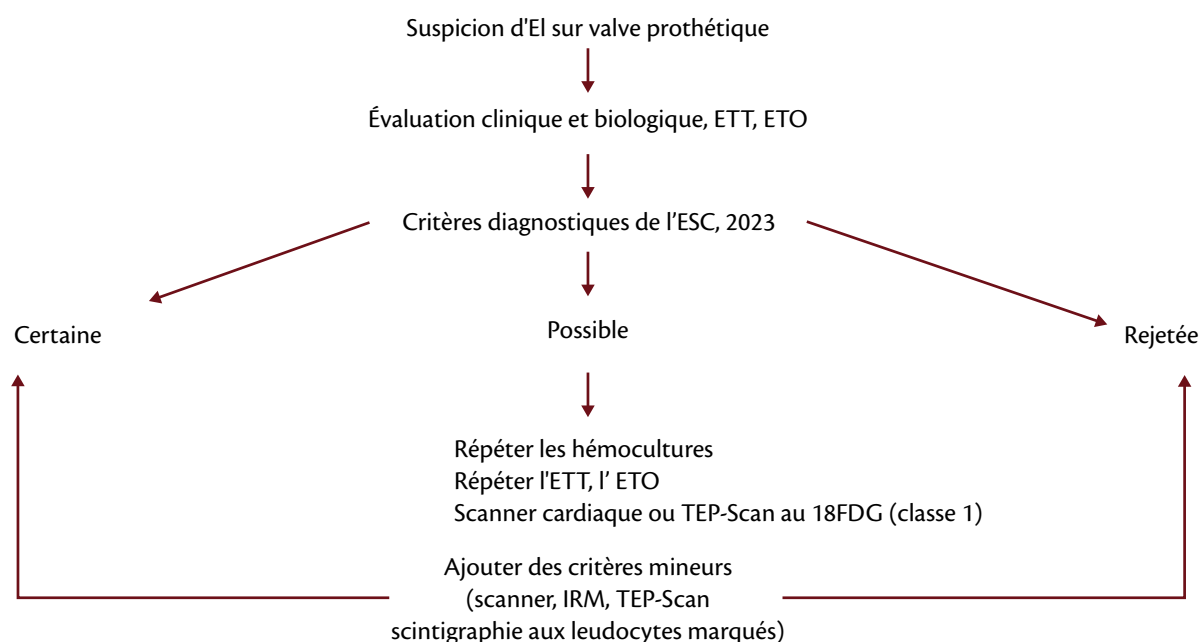 Suspicion d'El sur valve prothétique
Évaluation clinique et biologique, ETT, ETO
Critères diagnostiques de l'ESC, 2023
Certaine
Possible
Rejetée
Répéter les hémocultures
Répéter l'ETT, l' ETO
Scanner cardiaque ou TEP-Scan au 18FDG (classe 1)
Ajouter des critères mineurs
(scanner, IRM, TEP-Scan
scintigraphie aux leudocytes marqués)